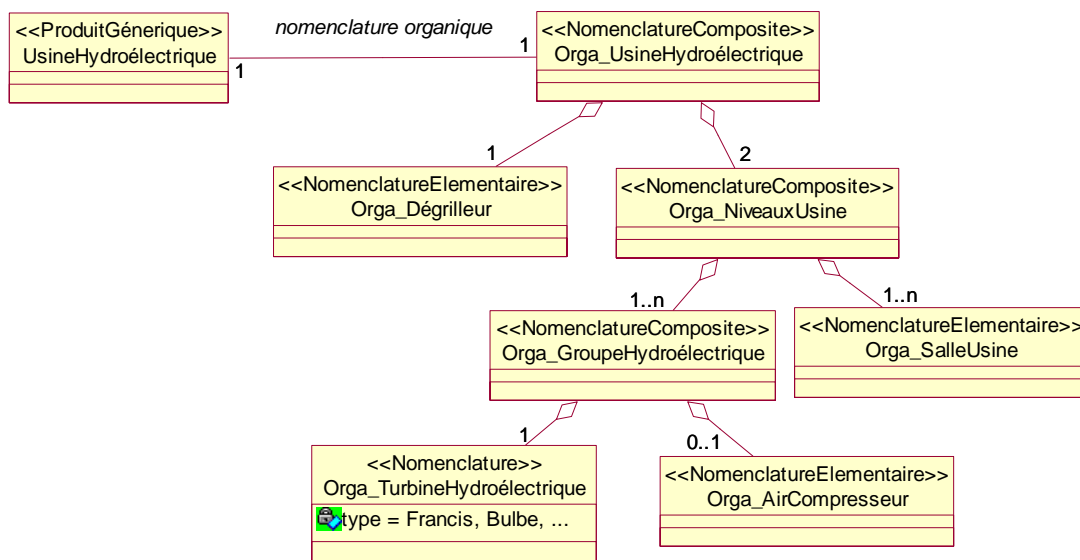 <<ProduitGénerique>>
UsineHydroélectrique
1
nomenclature organique
1
<<NomenclatureComposite>>
Orga_UsineHydroélectrique
1
2
<<NomenclatureElementaire>>
Orga_Dégrilleur
<<NomenclatureComposite>>
Orga_NiveauxUsine
1..n
1..n
<<NomenclatureComposite>>
Orga_GroupeHydroélectrique
<<NomenclatureElementaire>>
Orga_SalleUsine
1
0..1
<<Nomenclature>>
Orga_TurbineHydroélectrique
type = Francis, Bulbe, ...
<<NomenclatureElementaire>>
Orga_AirCompresseur